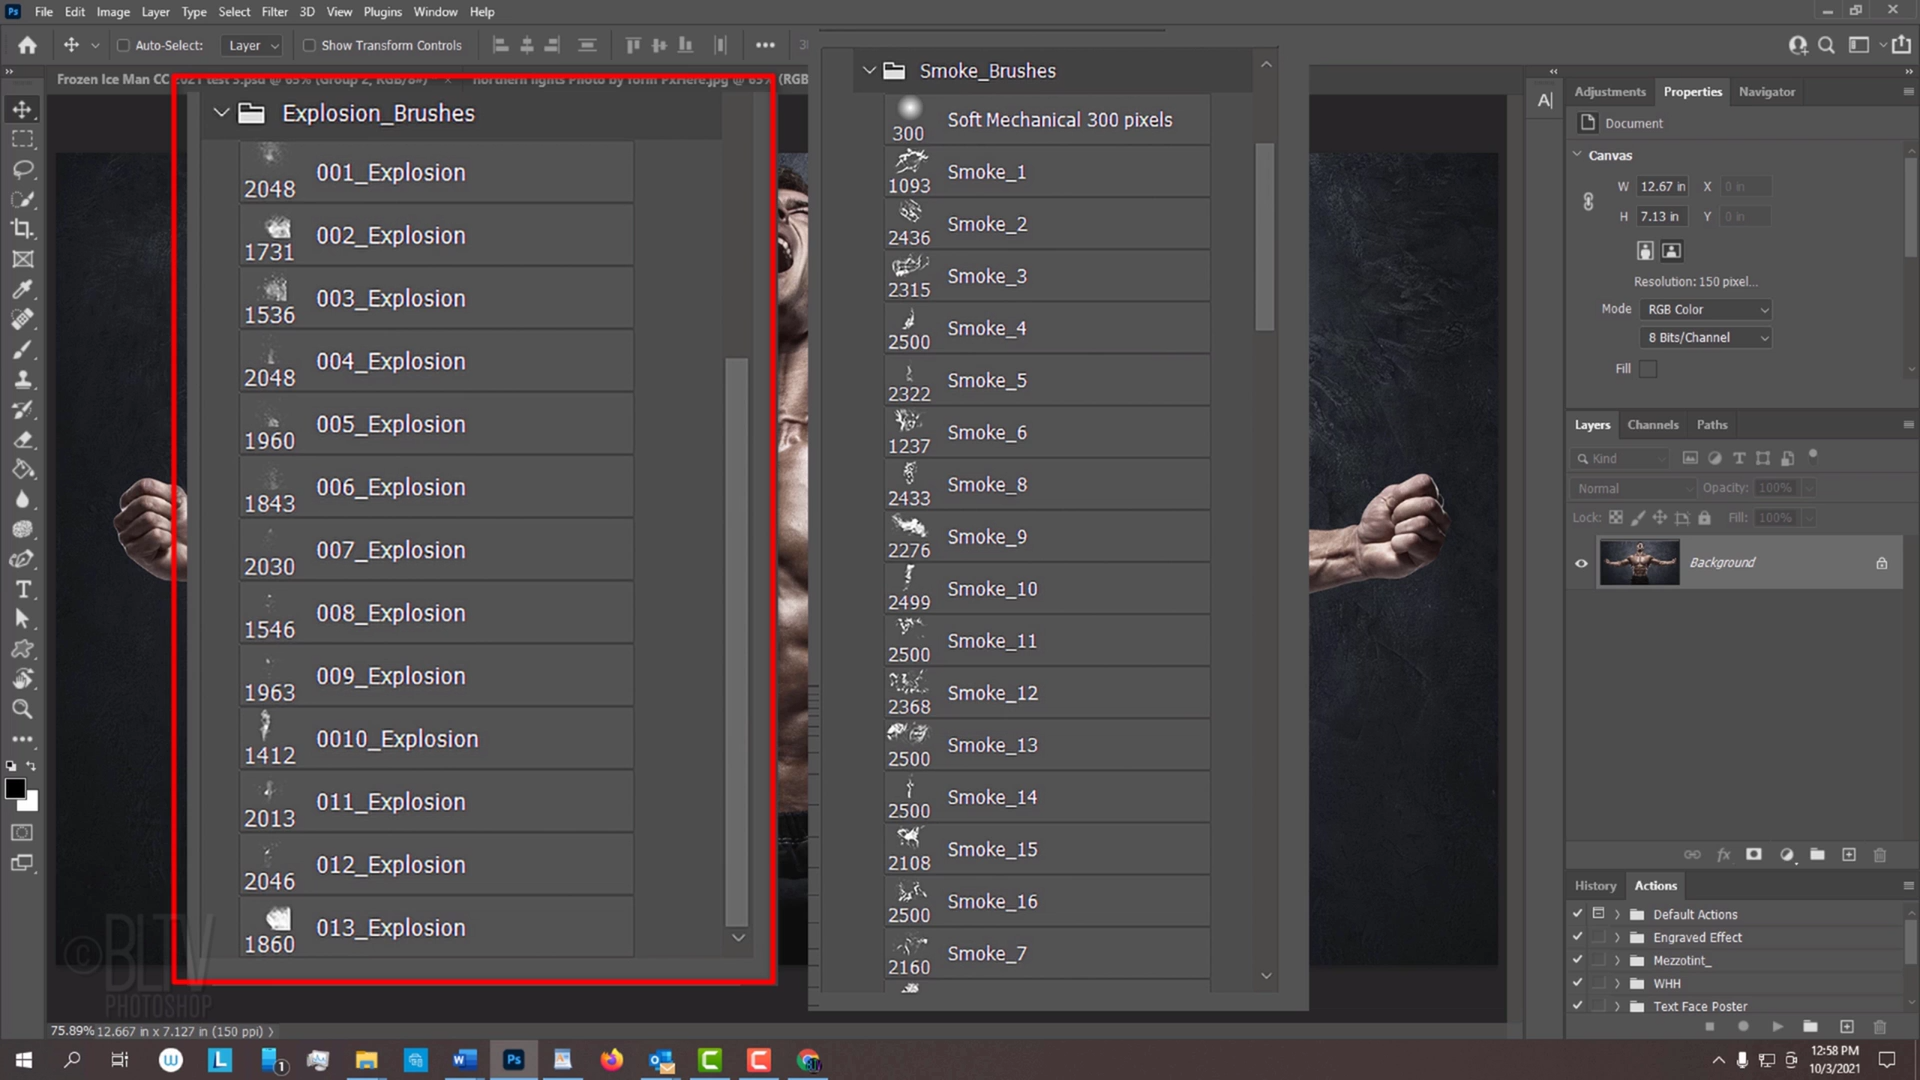 Ps File Edit Image Layer Type Select Filter 3D View Plugins Window Help
Auto-Select: Layer Show Transform Controls
Explosion_Brushes
2048 001_Explosion
1731 002_Explosion
1536 003_Explosion
2048 004_Explosion
1960 005_Explosion
1843 006_Explosion
2030 007_Explosion
1546 008_Explosion
1963 009_Explosion
1412 0010_Explosion
2013 011_Explosion
2046 012_Explosion
1860 013_Explosion
Smoke_Brushes
300 Soft Mechanical 300 pixels
1093 Smoke_1
2436 Smoke_2
2315 Smoke_3
2500 Smoke_4
2322 Smoke_5
1237 Smoke_6
2433 Smoke_8
2276 Smoke_9
2499 Smoke_10
2500 Smoke_11
2368 Smoke_12
2500 Smoke_13
2500 Smoke_14
2108 Smoke_15
2500 Smoke_16
2160 Smoke_7
Adjustments Properties Navigator
Document
Canvas
W 12.67 in X 0 in
H 7.13 in Y 0 in
Resolution: 150 pixel...
Mode RGB Color
8 Bits/Channel
Fill
Layers Channels Paths
Kind
Normal Opacity: 100%
Lock: Fill: 100%
Background
History Actions
Default Actions
Engraved Effect
Mezzotint_
WHH
Text Face Poster
© BLTV
PHOTOSHOP
75.89% 12.667 in x 7.127 in (150 ppi)
12:58 PM
10/3/2021